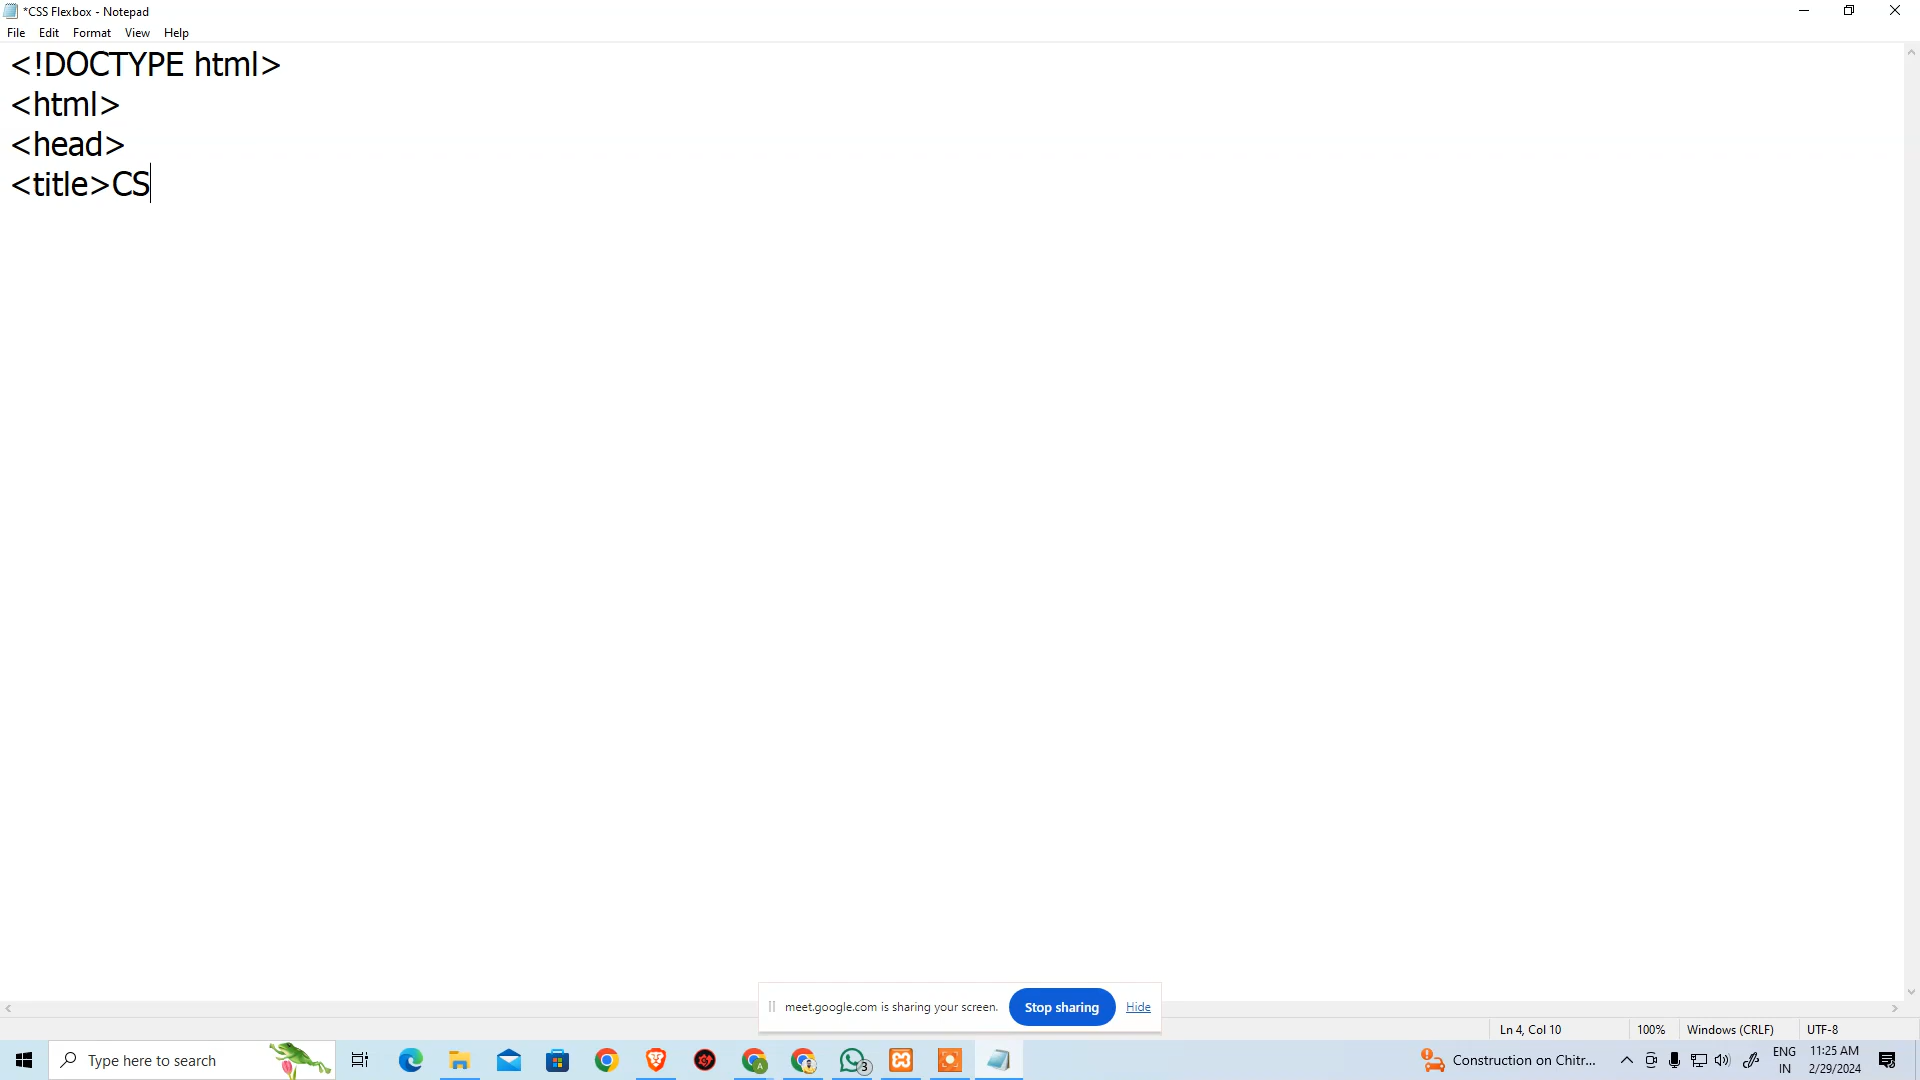 *CSS Flexbox - Notepad
File Edit Format View Help
<!DOCTYPE html>
<html>
<head>
<title>CS
meet.google.com is sharing your screen. Stop sharing Hide
Ln 4, Col 10 100% Windows (CRLF) UTF-8
Type here to search
A
3
Construction on Chitr...
ENG
IN
11:25 AM
2/29/2024